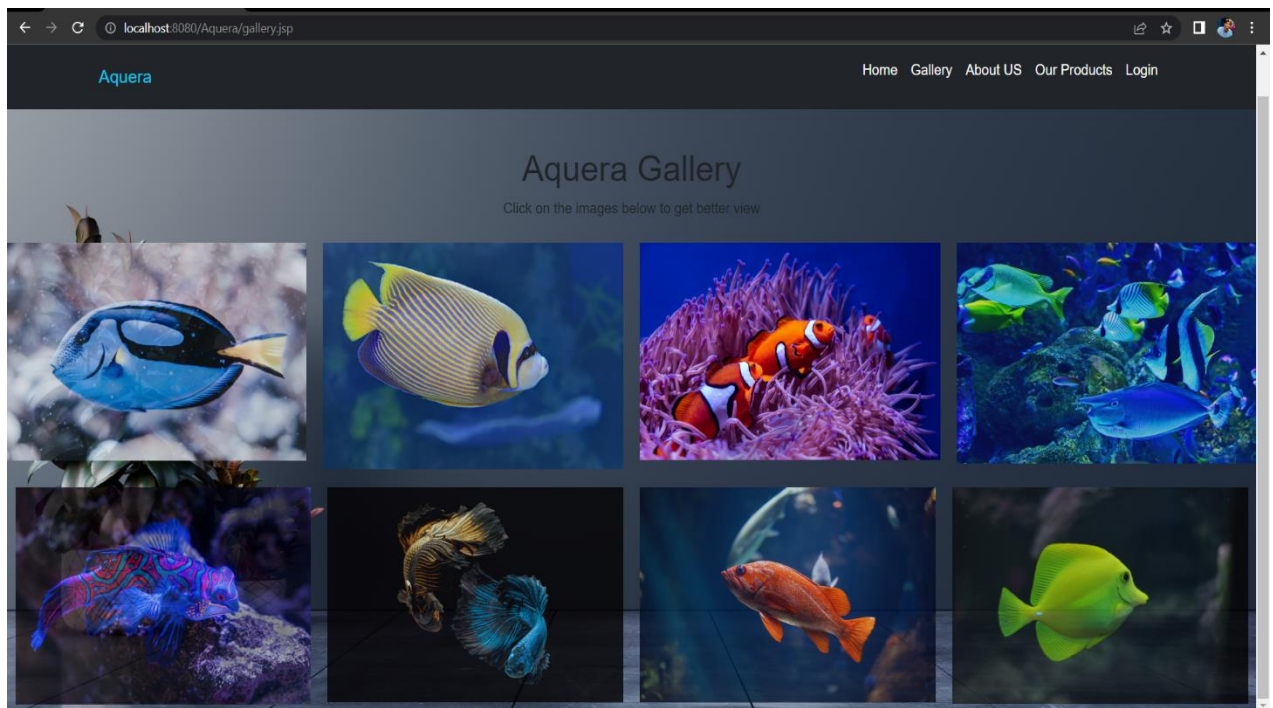 localhost:8080/Aquera/gallery.jsp
Aquera
Home Gallery About US Our Products Login
Aquera Gallery
Click on the images below to get better view